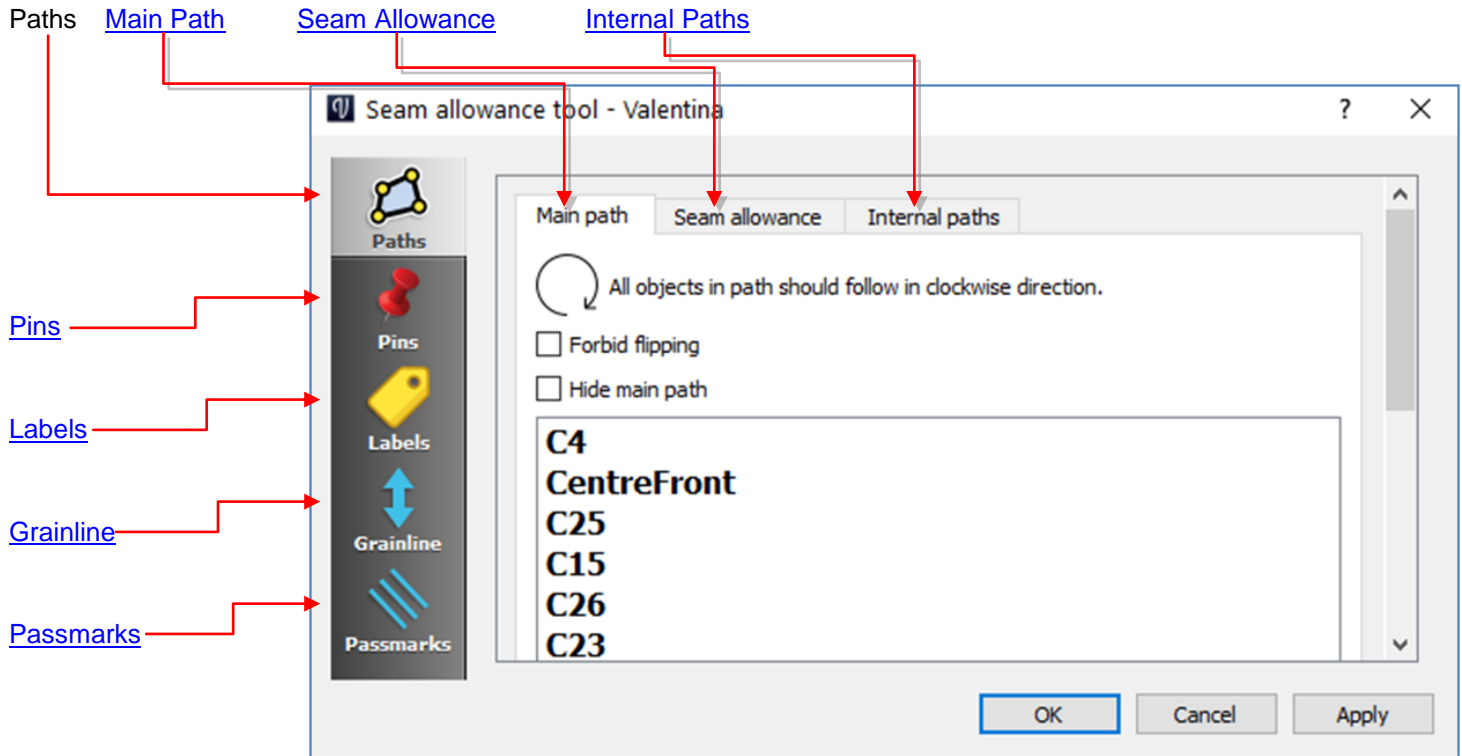 Paths Main Path Seam Allowance Internal Paths
Seam allowance tool - Valentina ?
Paths
Main path Seam allowance Internal paths
All objects in path should follow in clockwise direction.
Pins
Pins
Forbid flipping
Hide main path
Labels
Labels
C4
CentreFront
C25
C15
C26
C23
Grainline
Grainline
Passmarks
Passmarks
OK Cancel Apply